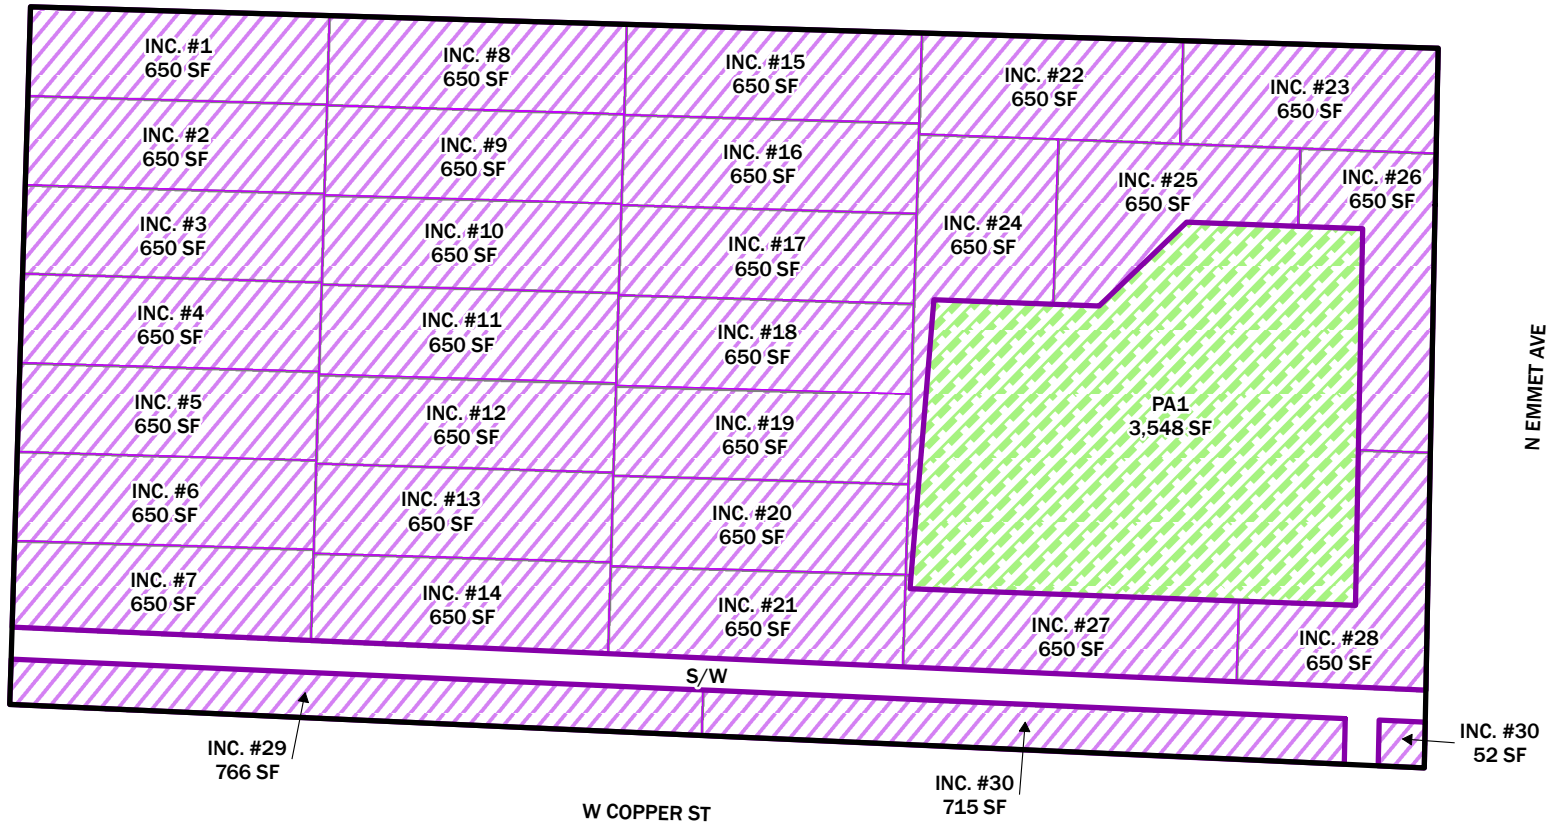 INC. #1
650 SF
INC. #8
650 SF
INC. #15
650 SF
INC. #22
650 SF
INC. #23
650 SF
INC. #2
650 SF
INC. #9
650 SF
INC. #16
650 SF
INC. #25
650 SF
INC. #26
650 SF
INC. #3
650 SF
INC. #10
650 SF
INC. #17
650 SF
INC. #24
650 SF
INC. #4
650 SF
INC. #11
650 SF
INC. #18
650 SF
N EMMET AVE
INC. #5
650 SF
INC. #12
650 SF
INC. #19
650 SF
PA1
3,548 SF
INC. #6
650 SF
INC. #13
650 SF
INC. #20
650 SF
INC. #7
650 SF
INC. #14
650 SF
INC. #21
650 SF
INC. #27
650 SF
INC. #28
650 SF
S/W
INC. #29
766 SF
INC. #30
715 SF
INC. #30
52 SF
W COPPER ST